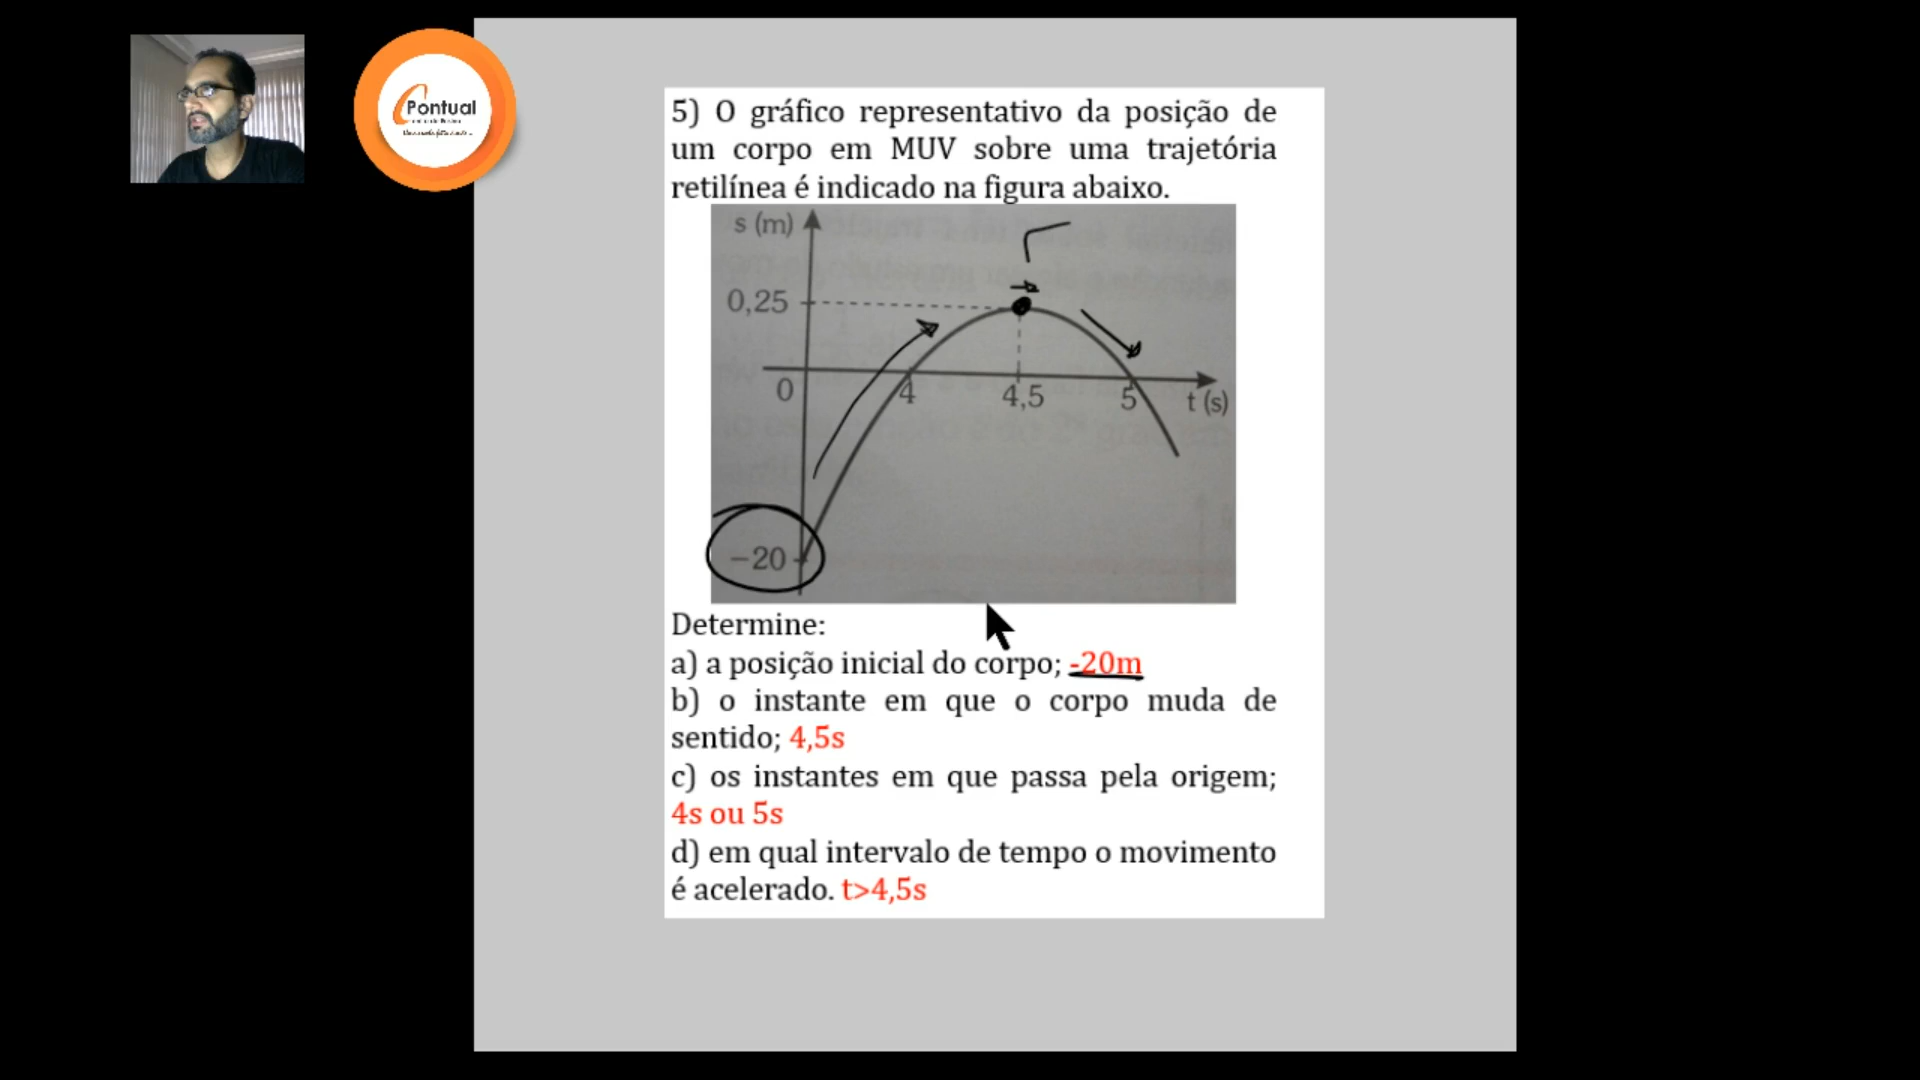 Pontual
5) O gráfico representativo da posição de
um corpo em MUV sobre uma trajetória
retilínea é indicado na figura abaixo.
s (m)
0,25
0
4
4,5
5
t (s)
−20
Determine:
a) a posição inicial do corpo; -20m
b) o instante em que o corpo muda de
sentido; 4,5s
c) os instantes em que passa pela origem;
4s ou 5s
d) em qual intervalo de tempo o movimento
é acelerado. t>4,5s